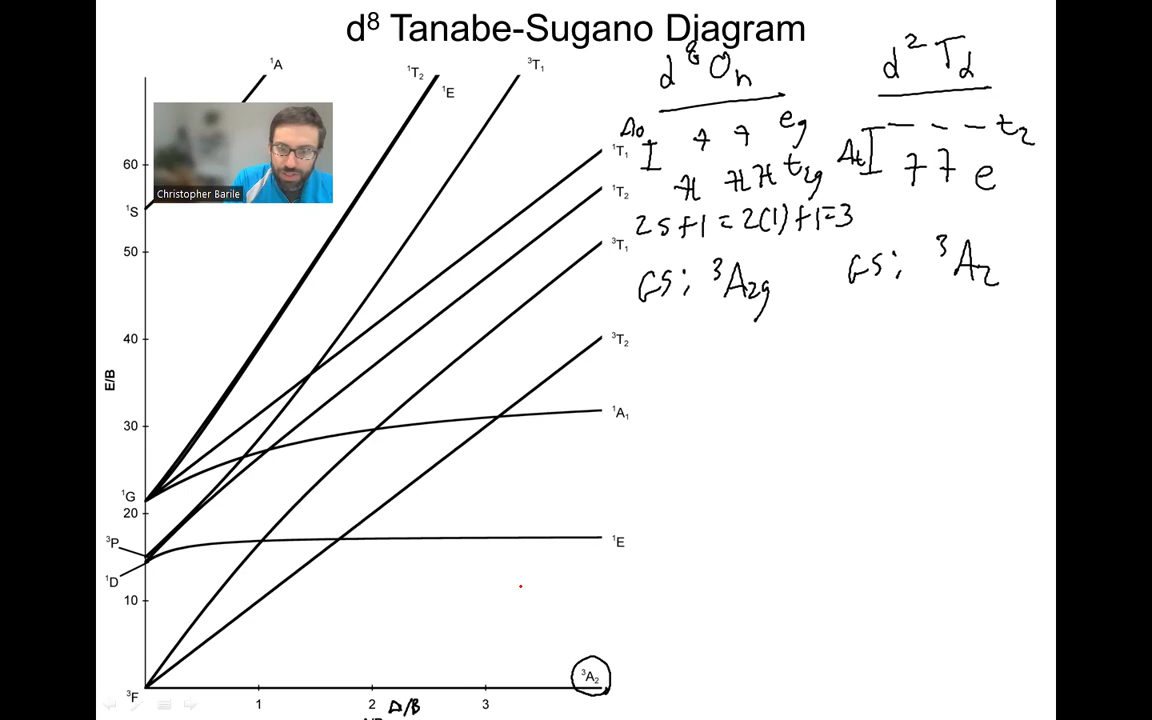 d⁸ Tanabe-Sugano Diagram
¹A
¹T₂
¹E
³T₁
60
¹S
50
40
E/B
30
¹G
20
³P
¹D
10
³F
1
2
Δ/B
3
¹T₁
¹T₂
³T₁
³T₂
¹A₁
¹E
³A₂
Christopher Barile
d⁸ Oh
Δo
eg
t2g
2s+1 = 2(1)+1=3
GS: ³A2g
d² Td
Δt
t2
e
GS: ³A2